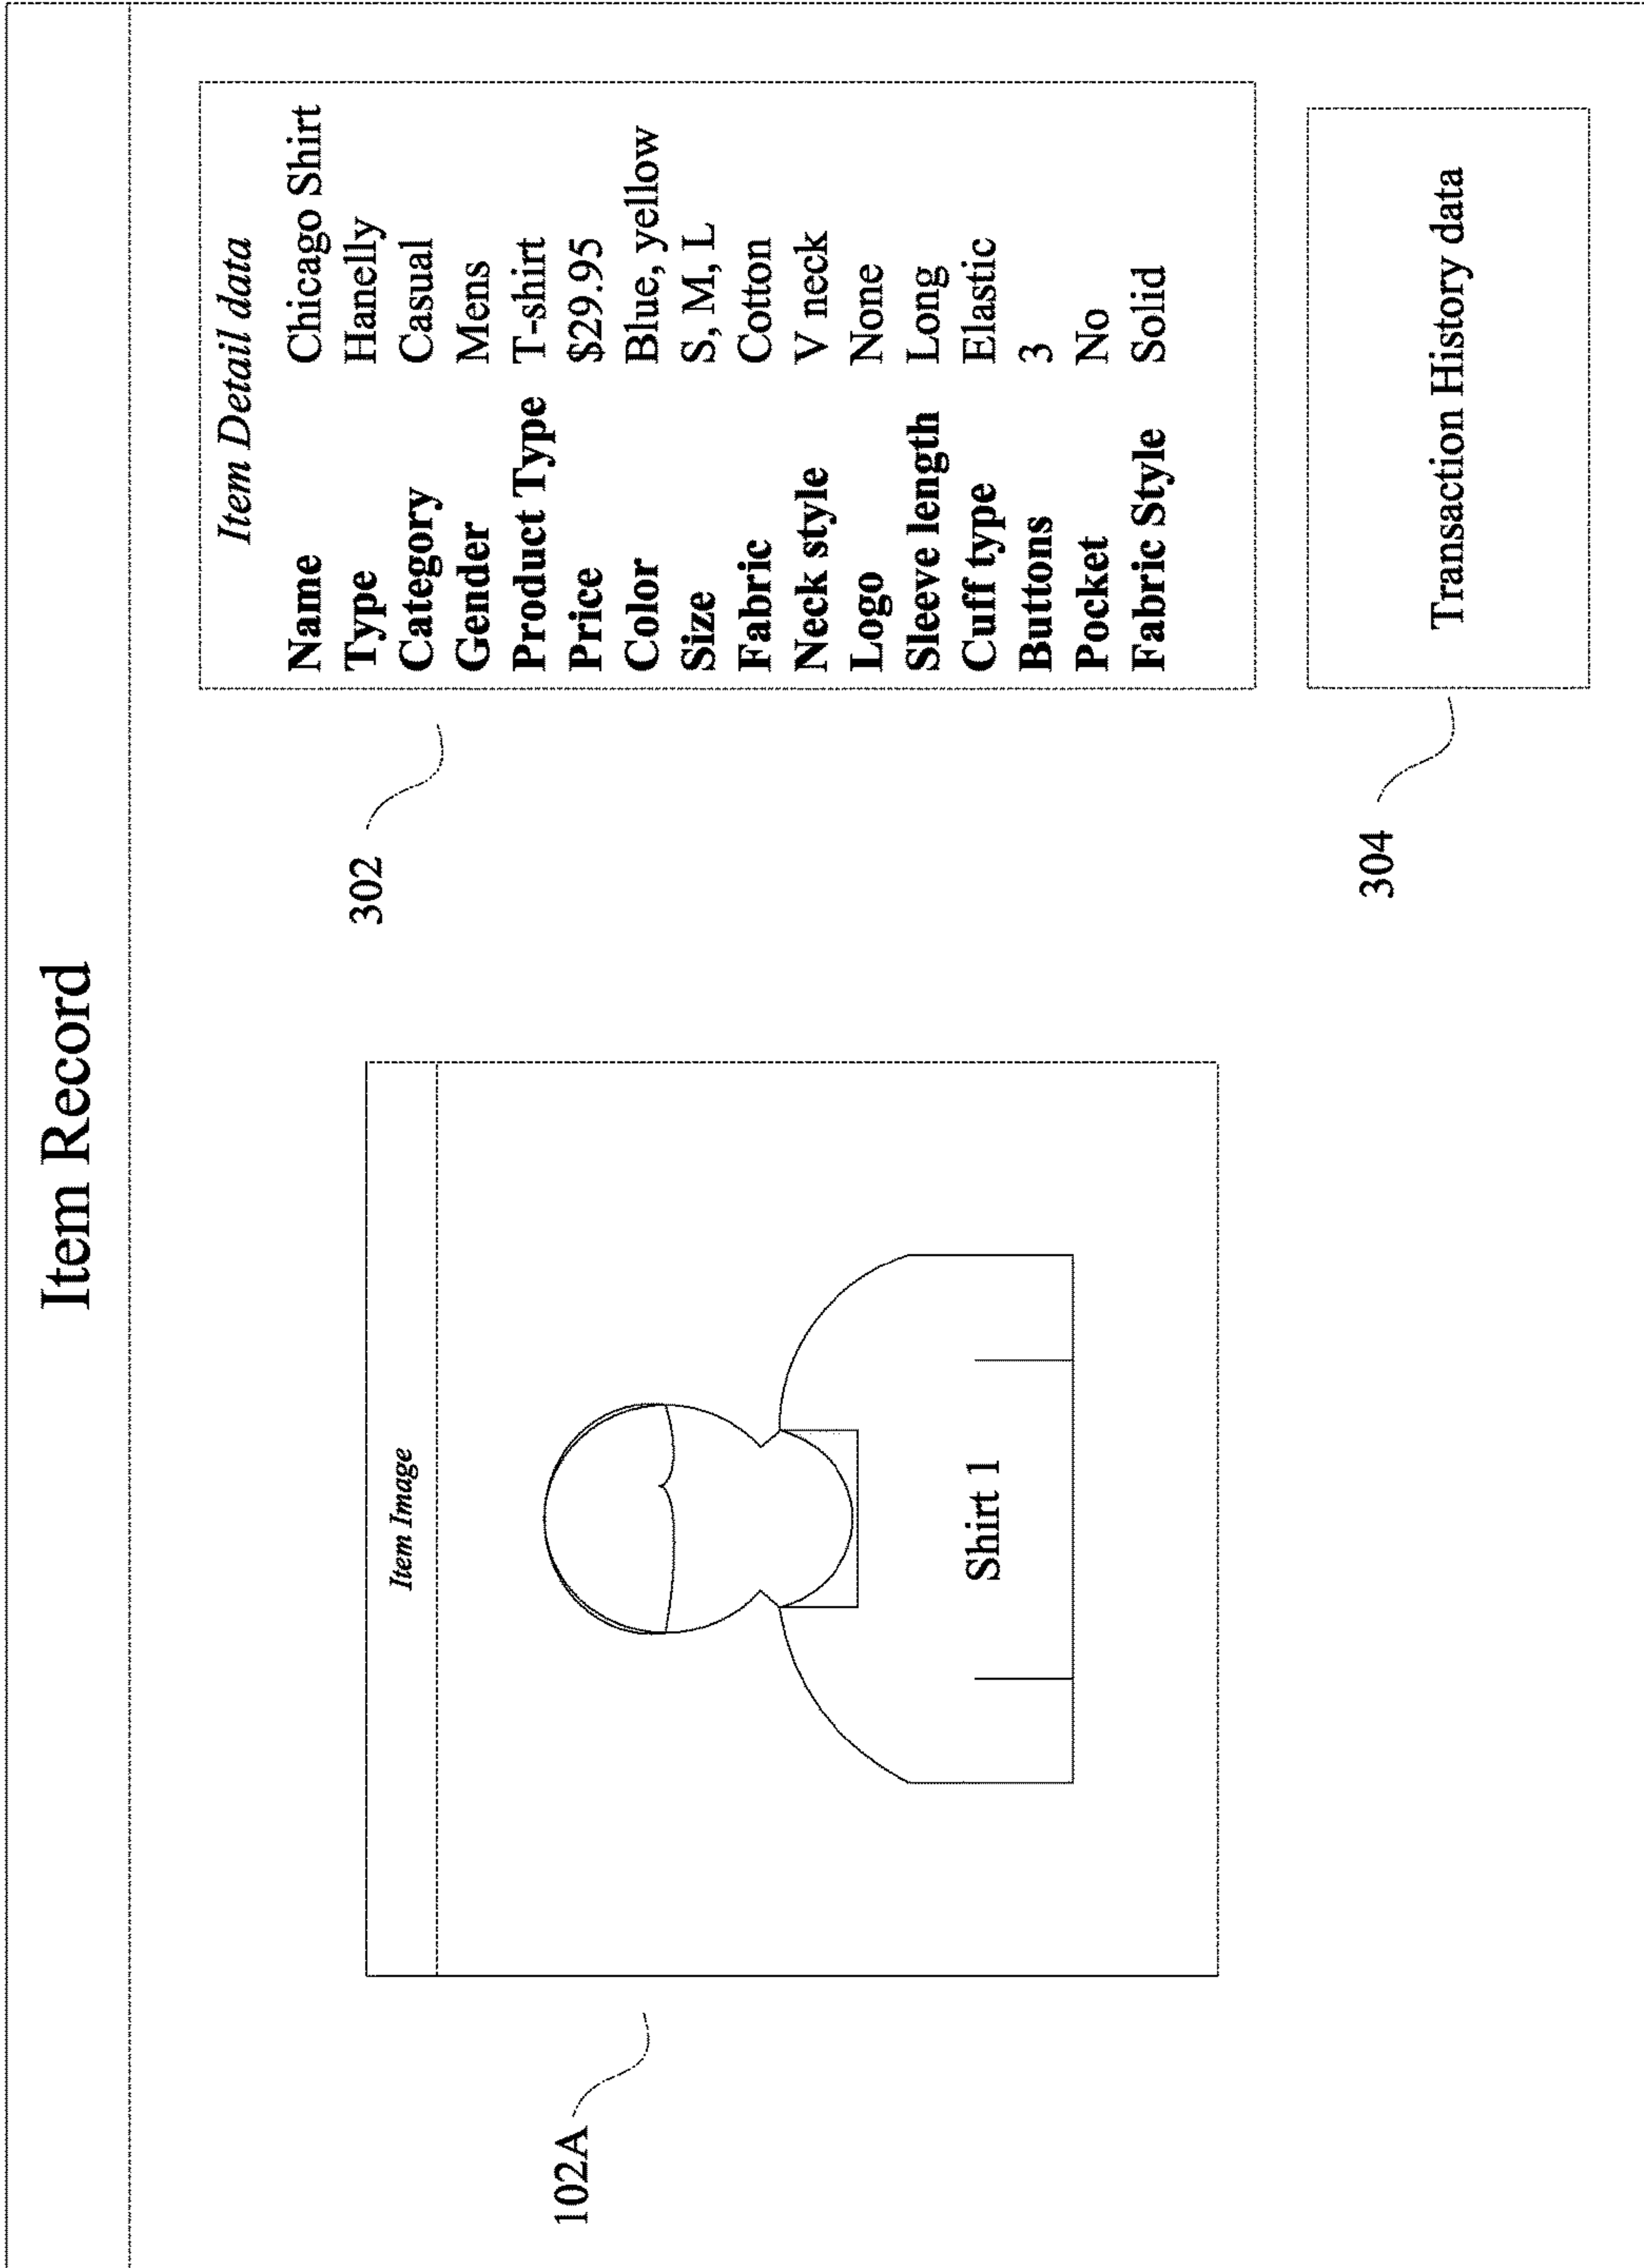 Item Record
102A
Item Image
Shirt 1
302
Item Detail data
Name Chicago Shirt
Type Hanelly
Category Casual
Gender Mens
Product Type T-shirt
Price $29.95
Color Blue, yellow
Size S, M, L
Fabric Cotton
Neck style V neck
Logo None
Sleeve length Long
Cuff type Elastic
Buttons 3
Pocket No
Fabric Style Solid
304
Transaction History data